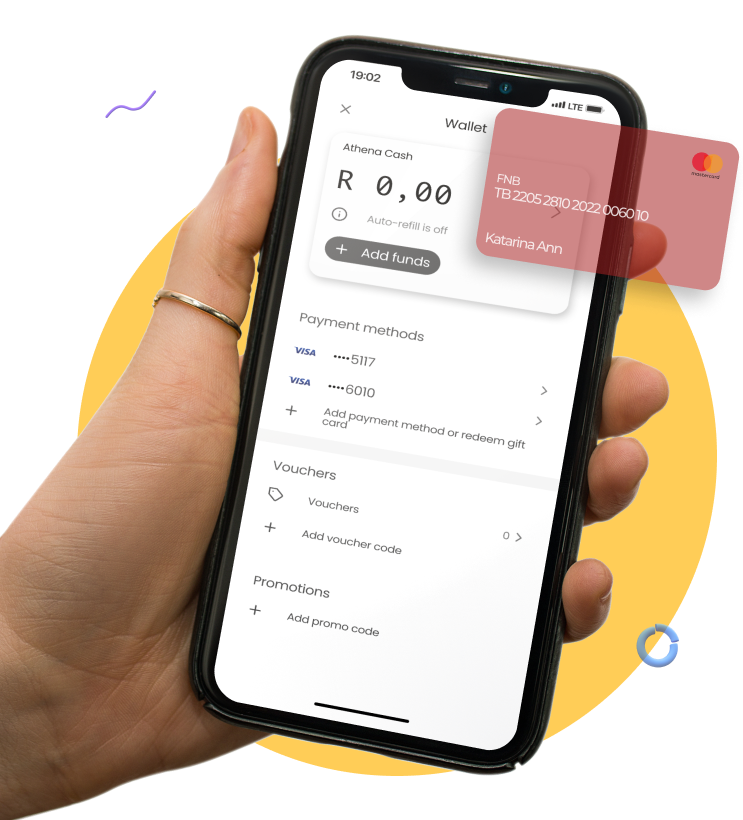 19:02
LTE
Wallet
Athena Cash
R 0,00
Auto-refill is off
+ Add funds
mastercard
FNB
TB 2205 2810 2022 0060 10
Katarina Ann
Payment methods
VISA ••••5117
VISA ••••6010
+ Add payment method or redeem gift
card
Vouchers
Vouchers
0
+ Add voucher code
Promotions
+ Add promo code